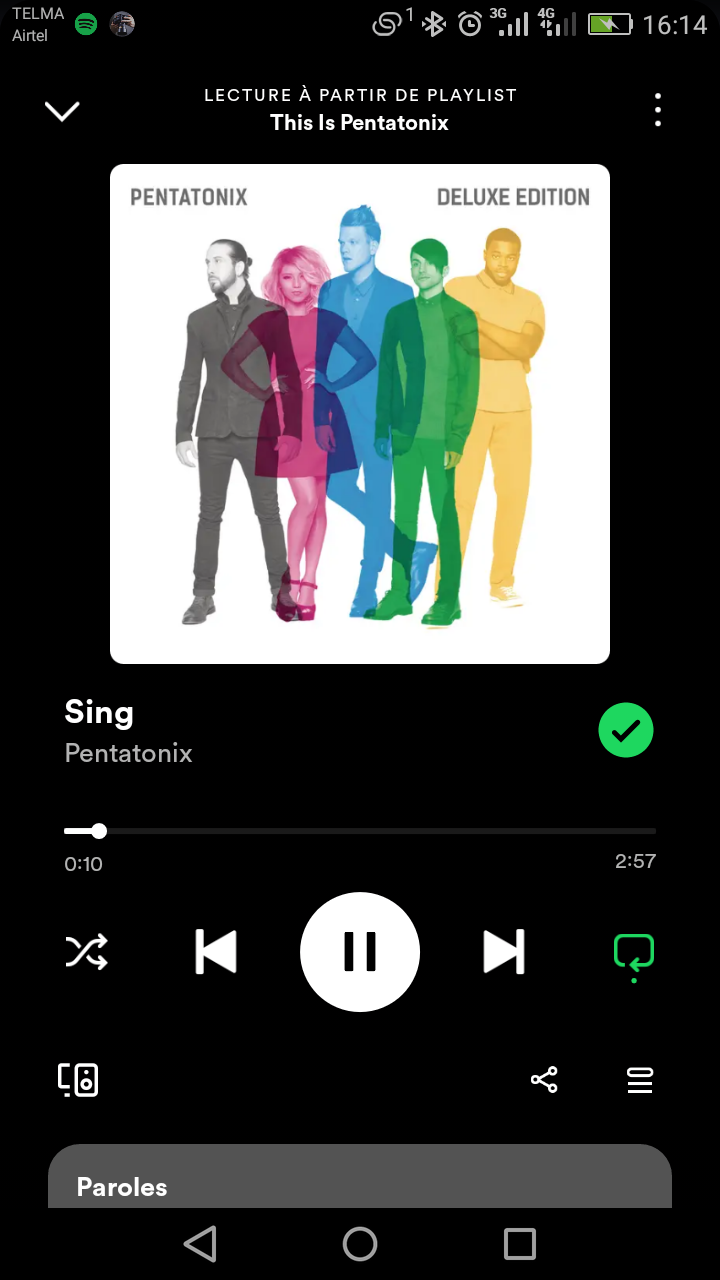 TELMA
Airtel
1
3G
4G
16:14
LECTURE À PARTIR DE PLAYLIST
This Is Pentatonix
PENTATONIX
DELUXE EDITION
Sing
Pentatonix
0:10
2:57
Paroles